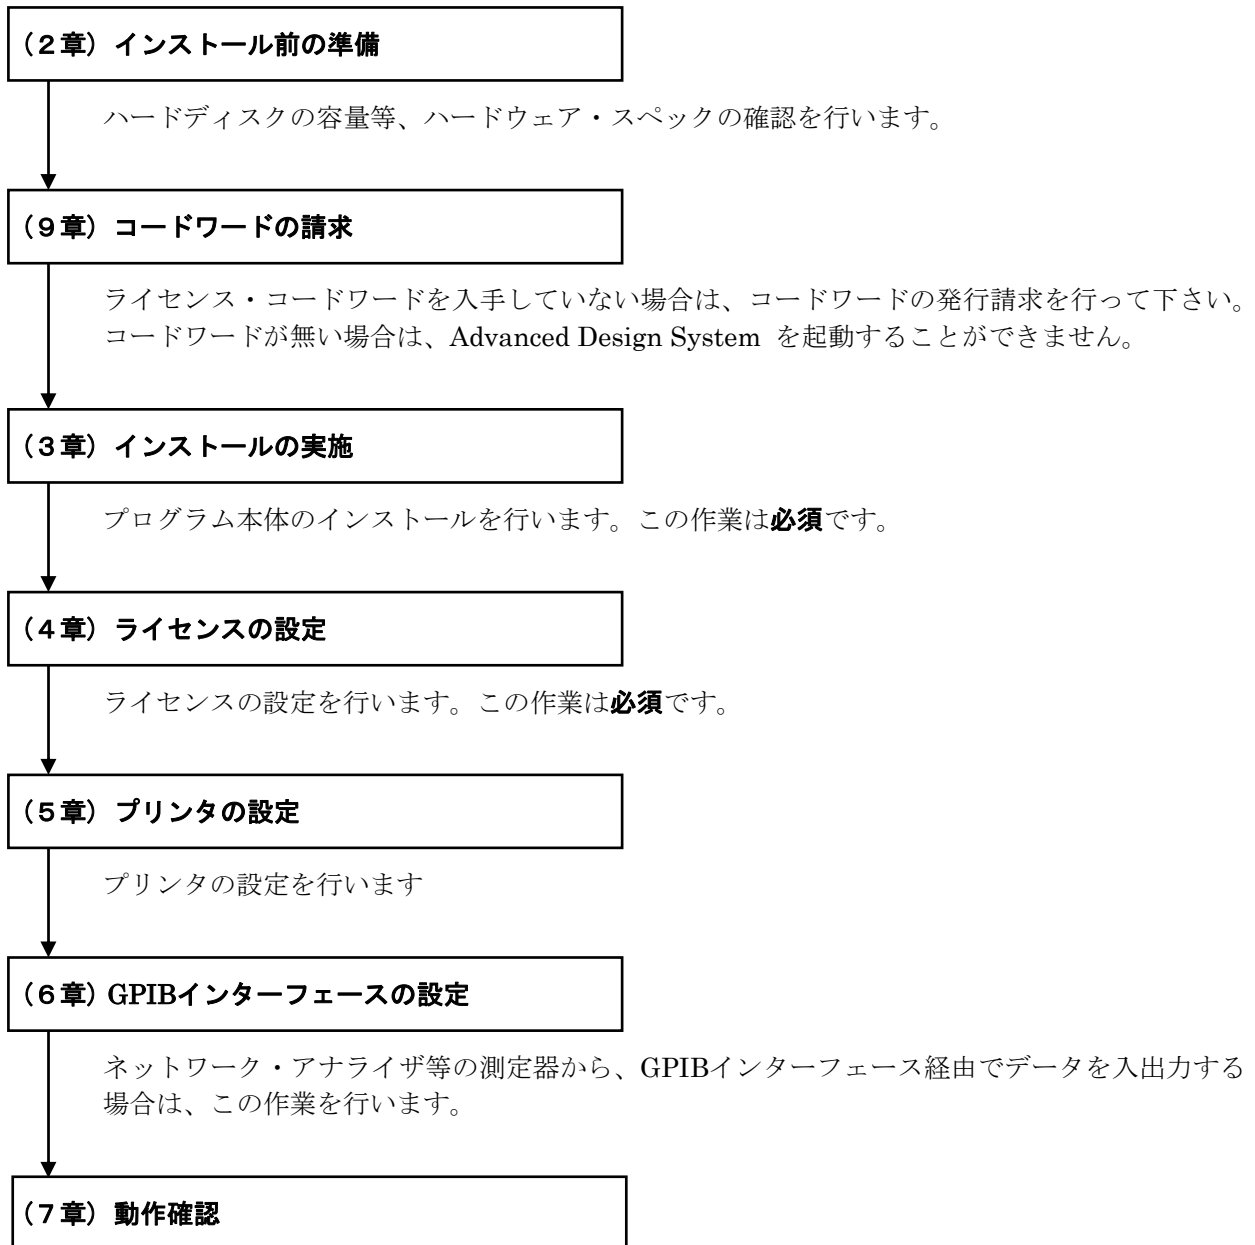 （２章）インストール前の準備
ハードディスクの容量等、ハードウェア・スペックの確認を行います。
（９章）コードワードの請求
ライセンス・コードワードを入手していない場合は、コードワードの発行請求を行って下さい。
コードワードが無い場合は、Advanced Design System を起動することができません。
（３章）インストールの実施
プログラム本体のインストールを行います。この作業は必須です。
（４章）ライセンスの設定
ライセンスの設定を行います。この作業は必須です。
（５章）プリンタの設定
プリンタの設定を行います
（６章）GPIBインターフェースの設定
ネットワーク・アナライザ等の測定器から、GPIBインターフェース経由でデータを入出力する
場合は、この作業を行います。
（７章）動作確認